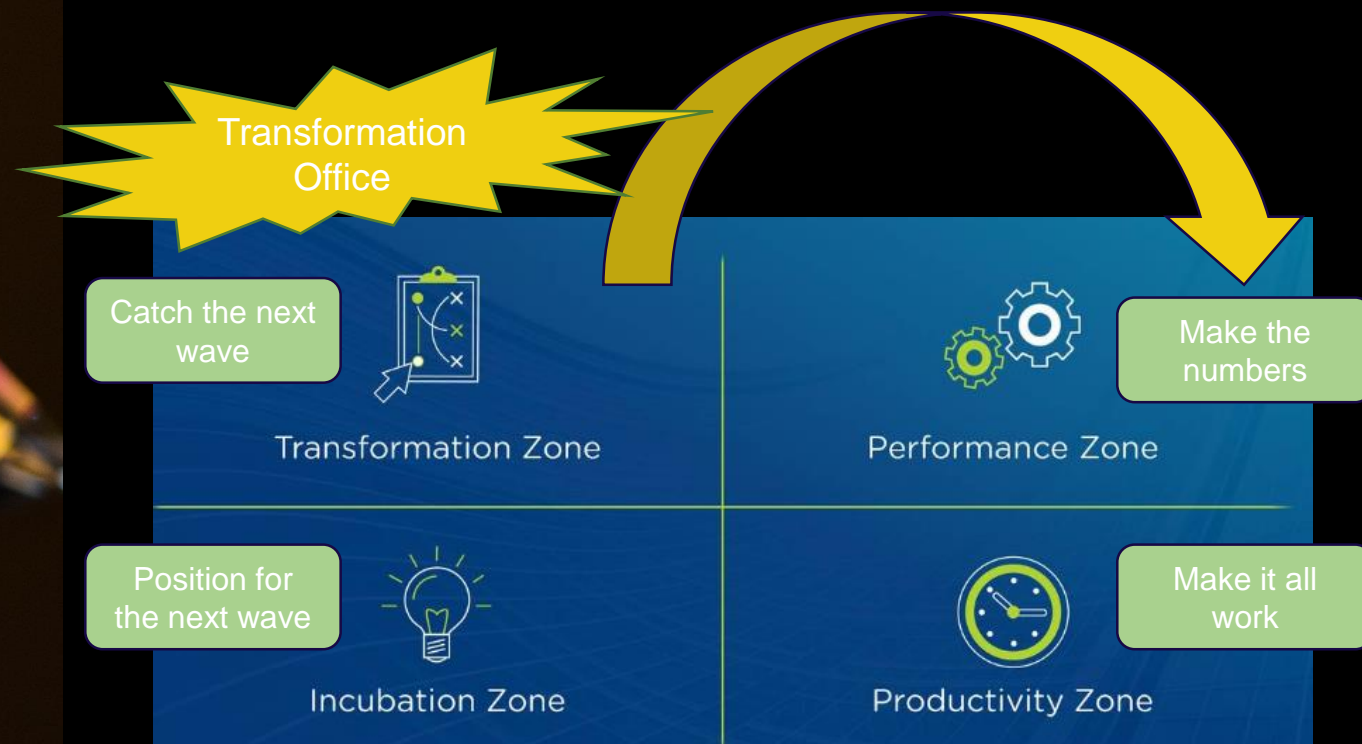 Transformation
Office
Catch the next
wave
Transformation Zone
Make the
numbers
Performance Zone
Position for
the next wave
Incubation Zone
Make it all
work
Productivity Zone